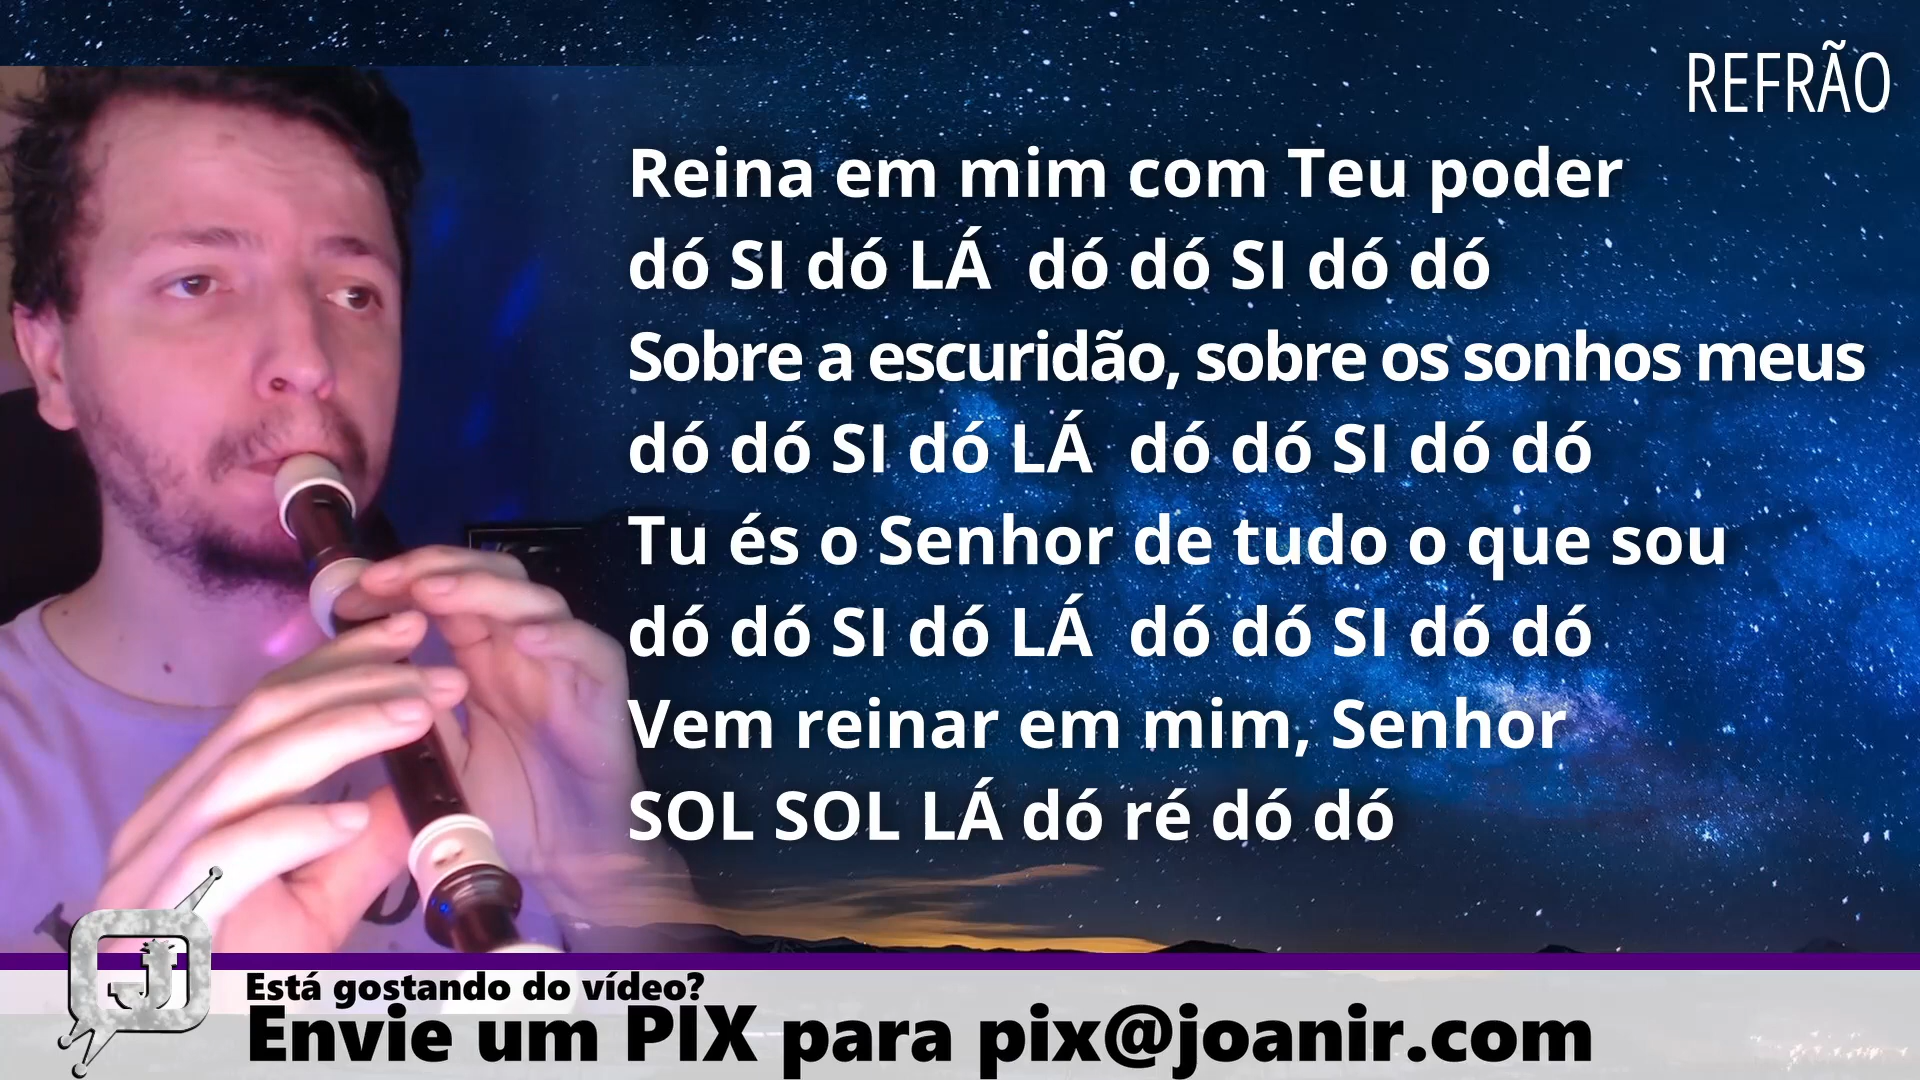 REFRÃO
Reina em mim com Teu poder
dó SI dó LÁ  dó dó SI dó dó
Sobre a escuridão, sobre os sonhos meus
dó dó SI dó LÁ  dó dó SI dó dó
Tu és o Senhor de tudo o que sou
dó dó SI dó LÁ  dó dó SI dó dó
Vem reinar em mim, Senhor
SOL SOL LÁ dó ré dó dó
Está gostando do vídeo?
Envie um PIX para pix@joanir.com